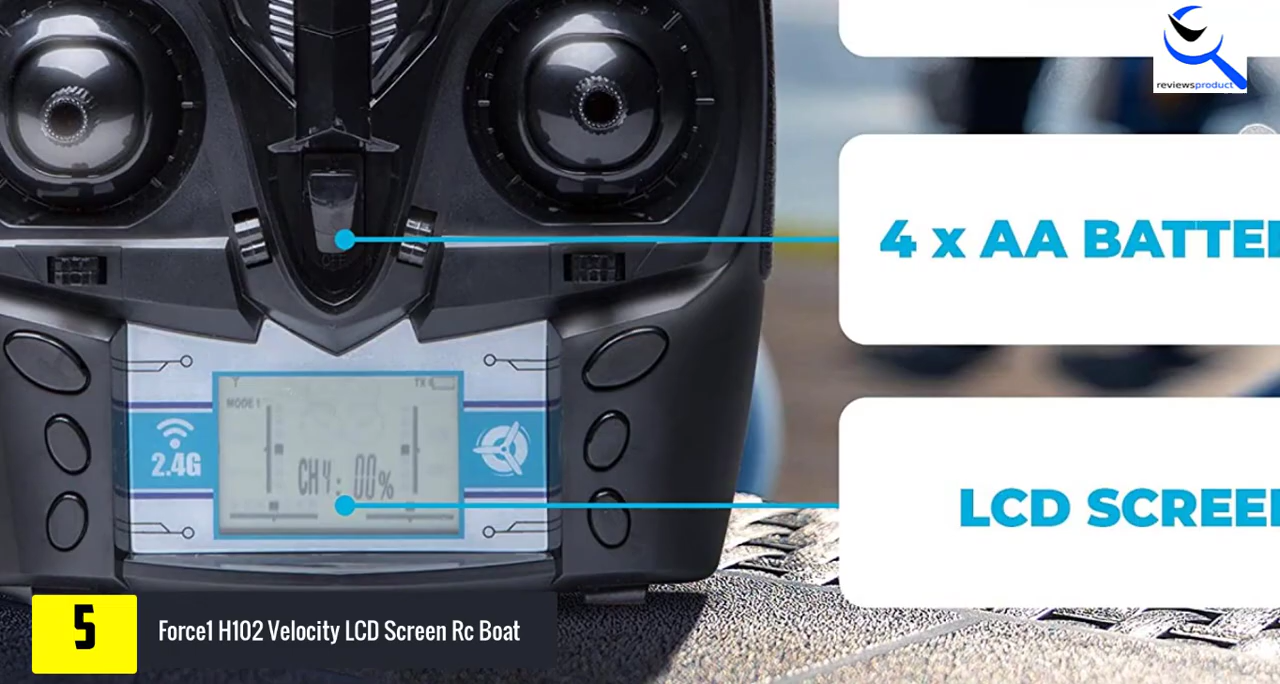 reviewsproduct
4 x AA BATTE
OFF
TX
MODE 1
CH4: 00%
2.4G
LCD SCREE
5
Force1 H102 Velocity LCD Screen Rc Boat